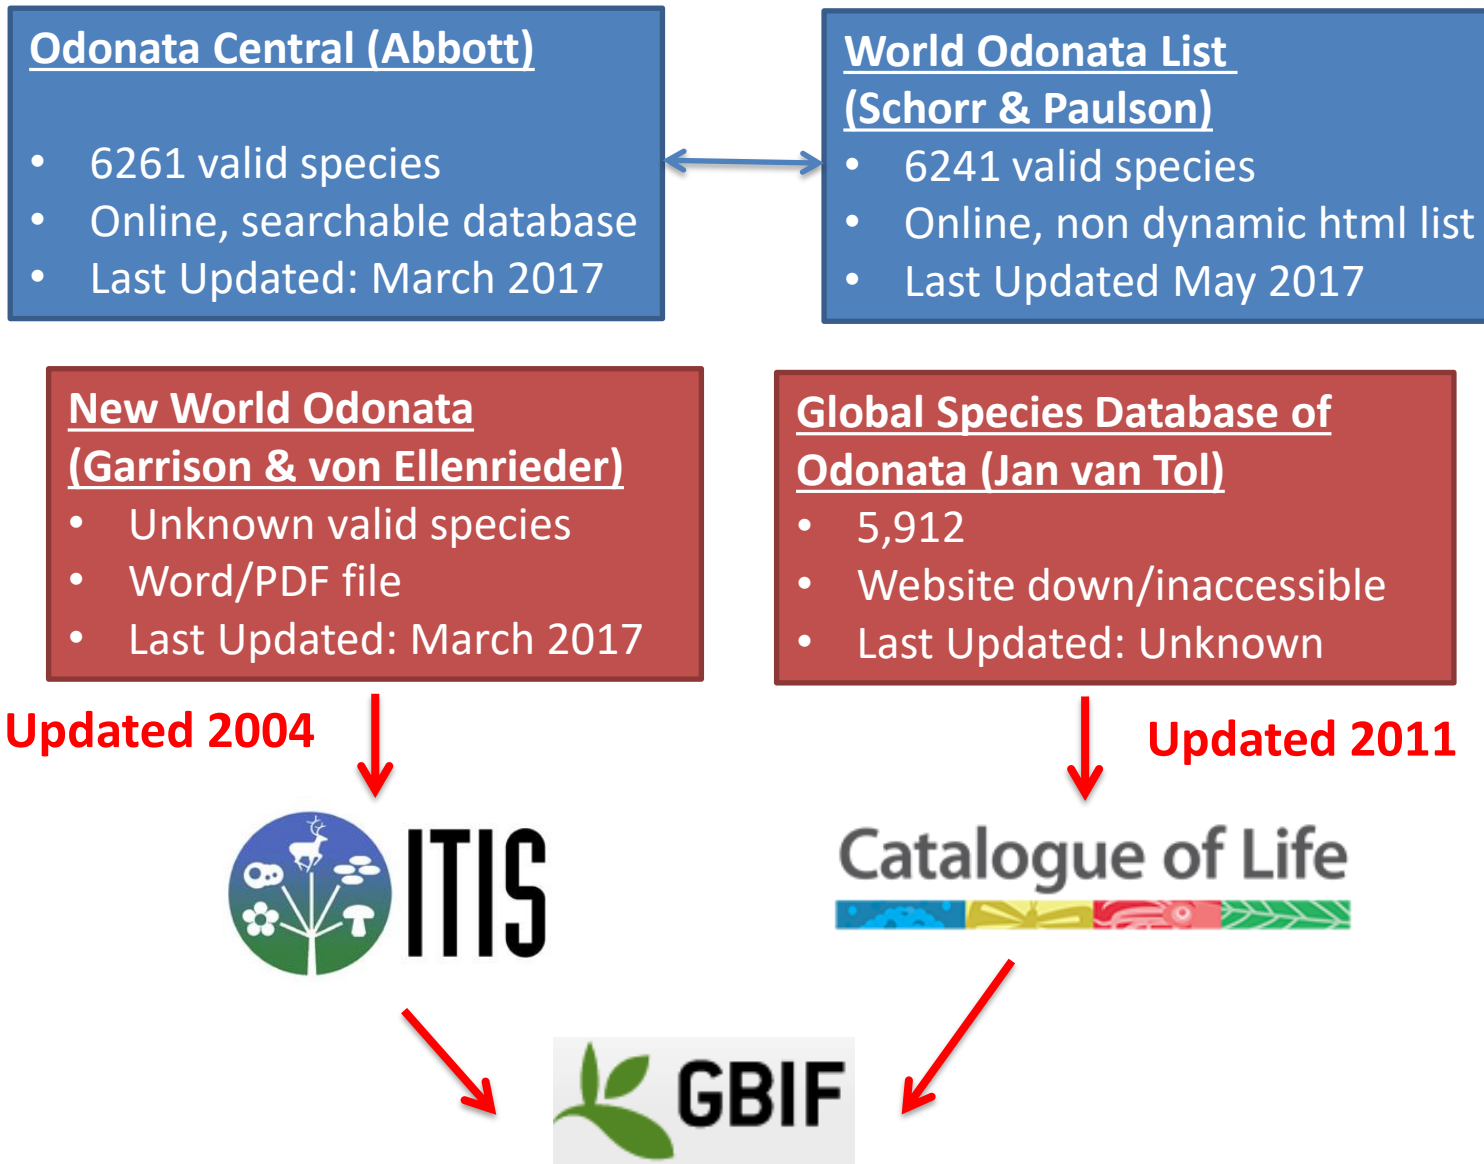 Odonata Central (Abbott)
• 6261 valid species
• Online, searchable database
• Last Updated: March 2017
World Odonata List
(Schorr & Paulson)
• 6241 valid species
• Online, non dynamic html list
• Last Updated May 2017
New World Odonata
(Garrison & von Ellenrieder)
• Unknown valid species
• Word/PDF file
• Last Updated: March 2017
Global Species Database of
Odonata (Jan van Tol)
• 5,912
• Website down/inaccessible
• Last Updated: Unknown
Updated 2004
Updated 2011
ITIS
Catalogue of Life
GBIF